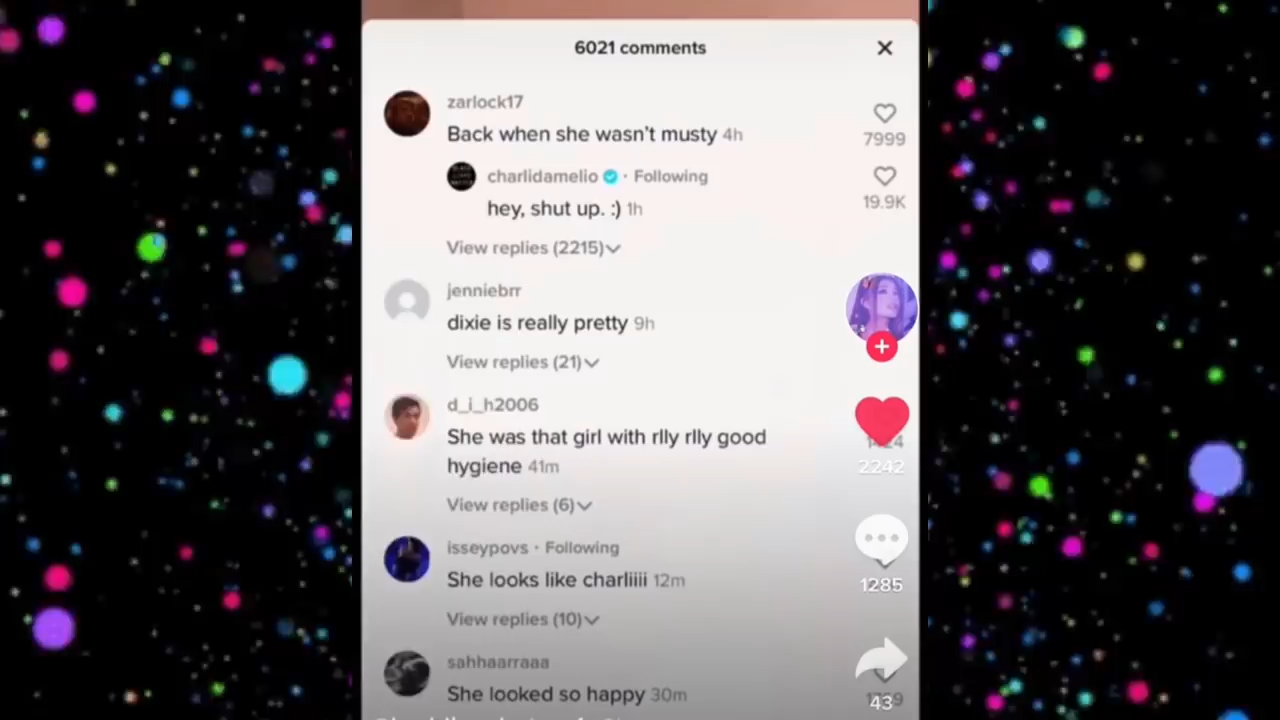 6021 comments
zarlock17
Back when she wasn't musty 4h
7999
charlidamelio · Following
hey, shut up. :) 1h
19.9K
View replies (2215)
jenniebrr
dixie is really pretty 9h
View replies (21)
d_i_h2006
She was that girl with rlly rlly good
hygiene 41m
2242
View replies (6)
isseypovs · Following
She looks like charliiii 12m
1285
View replies (10)
sahhaarraaa
She looked so happy 30m
43